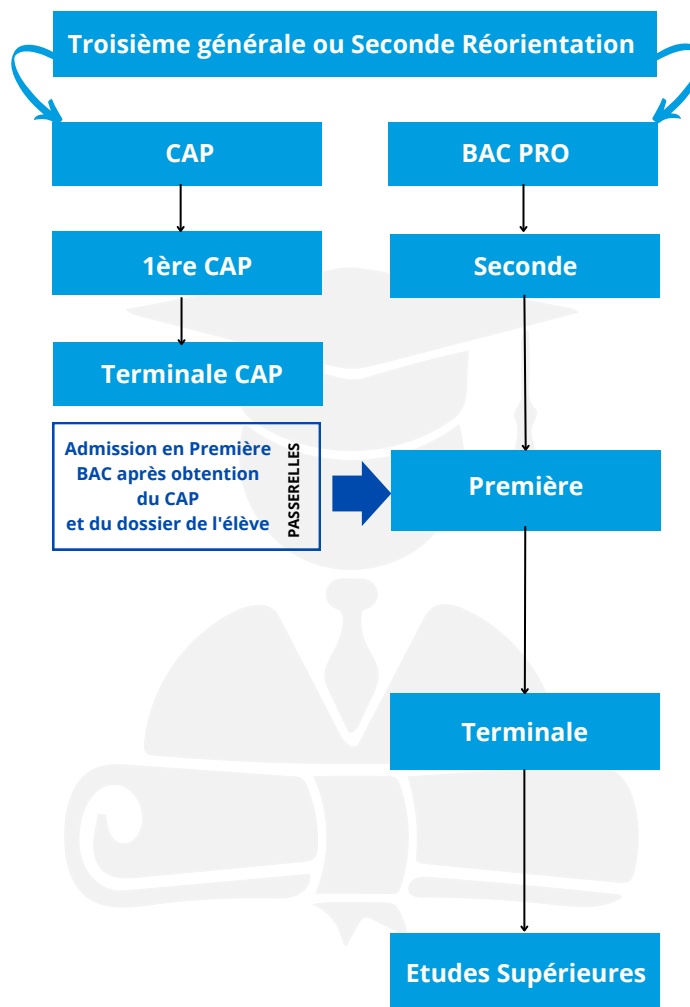 Troisième générale ou Seconde Réorientation
CAP
BAC PRO
1ère CAP
Seconde
Terminale CAP
Admission en Première
BAC après obtention
du CAP
et du dossier de l'élève
PASSERELLES
Première
Terminale
Etudes Supérieures